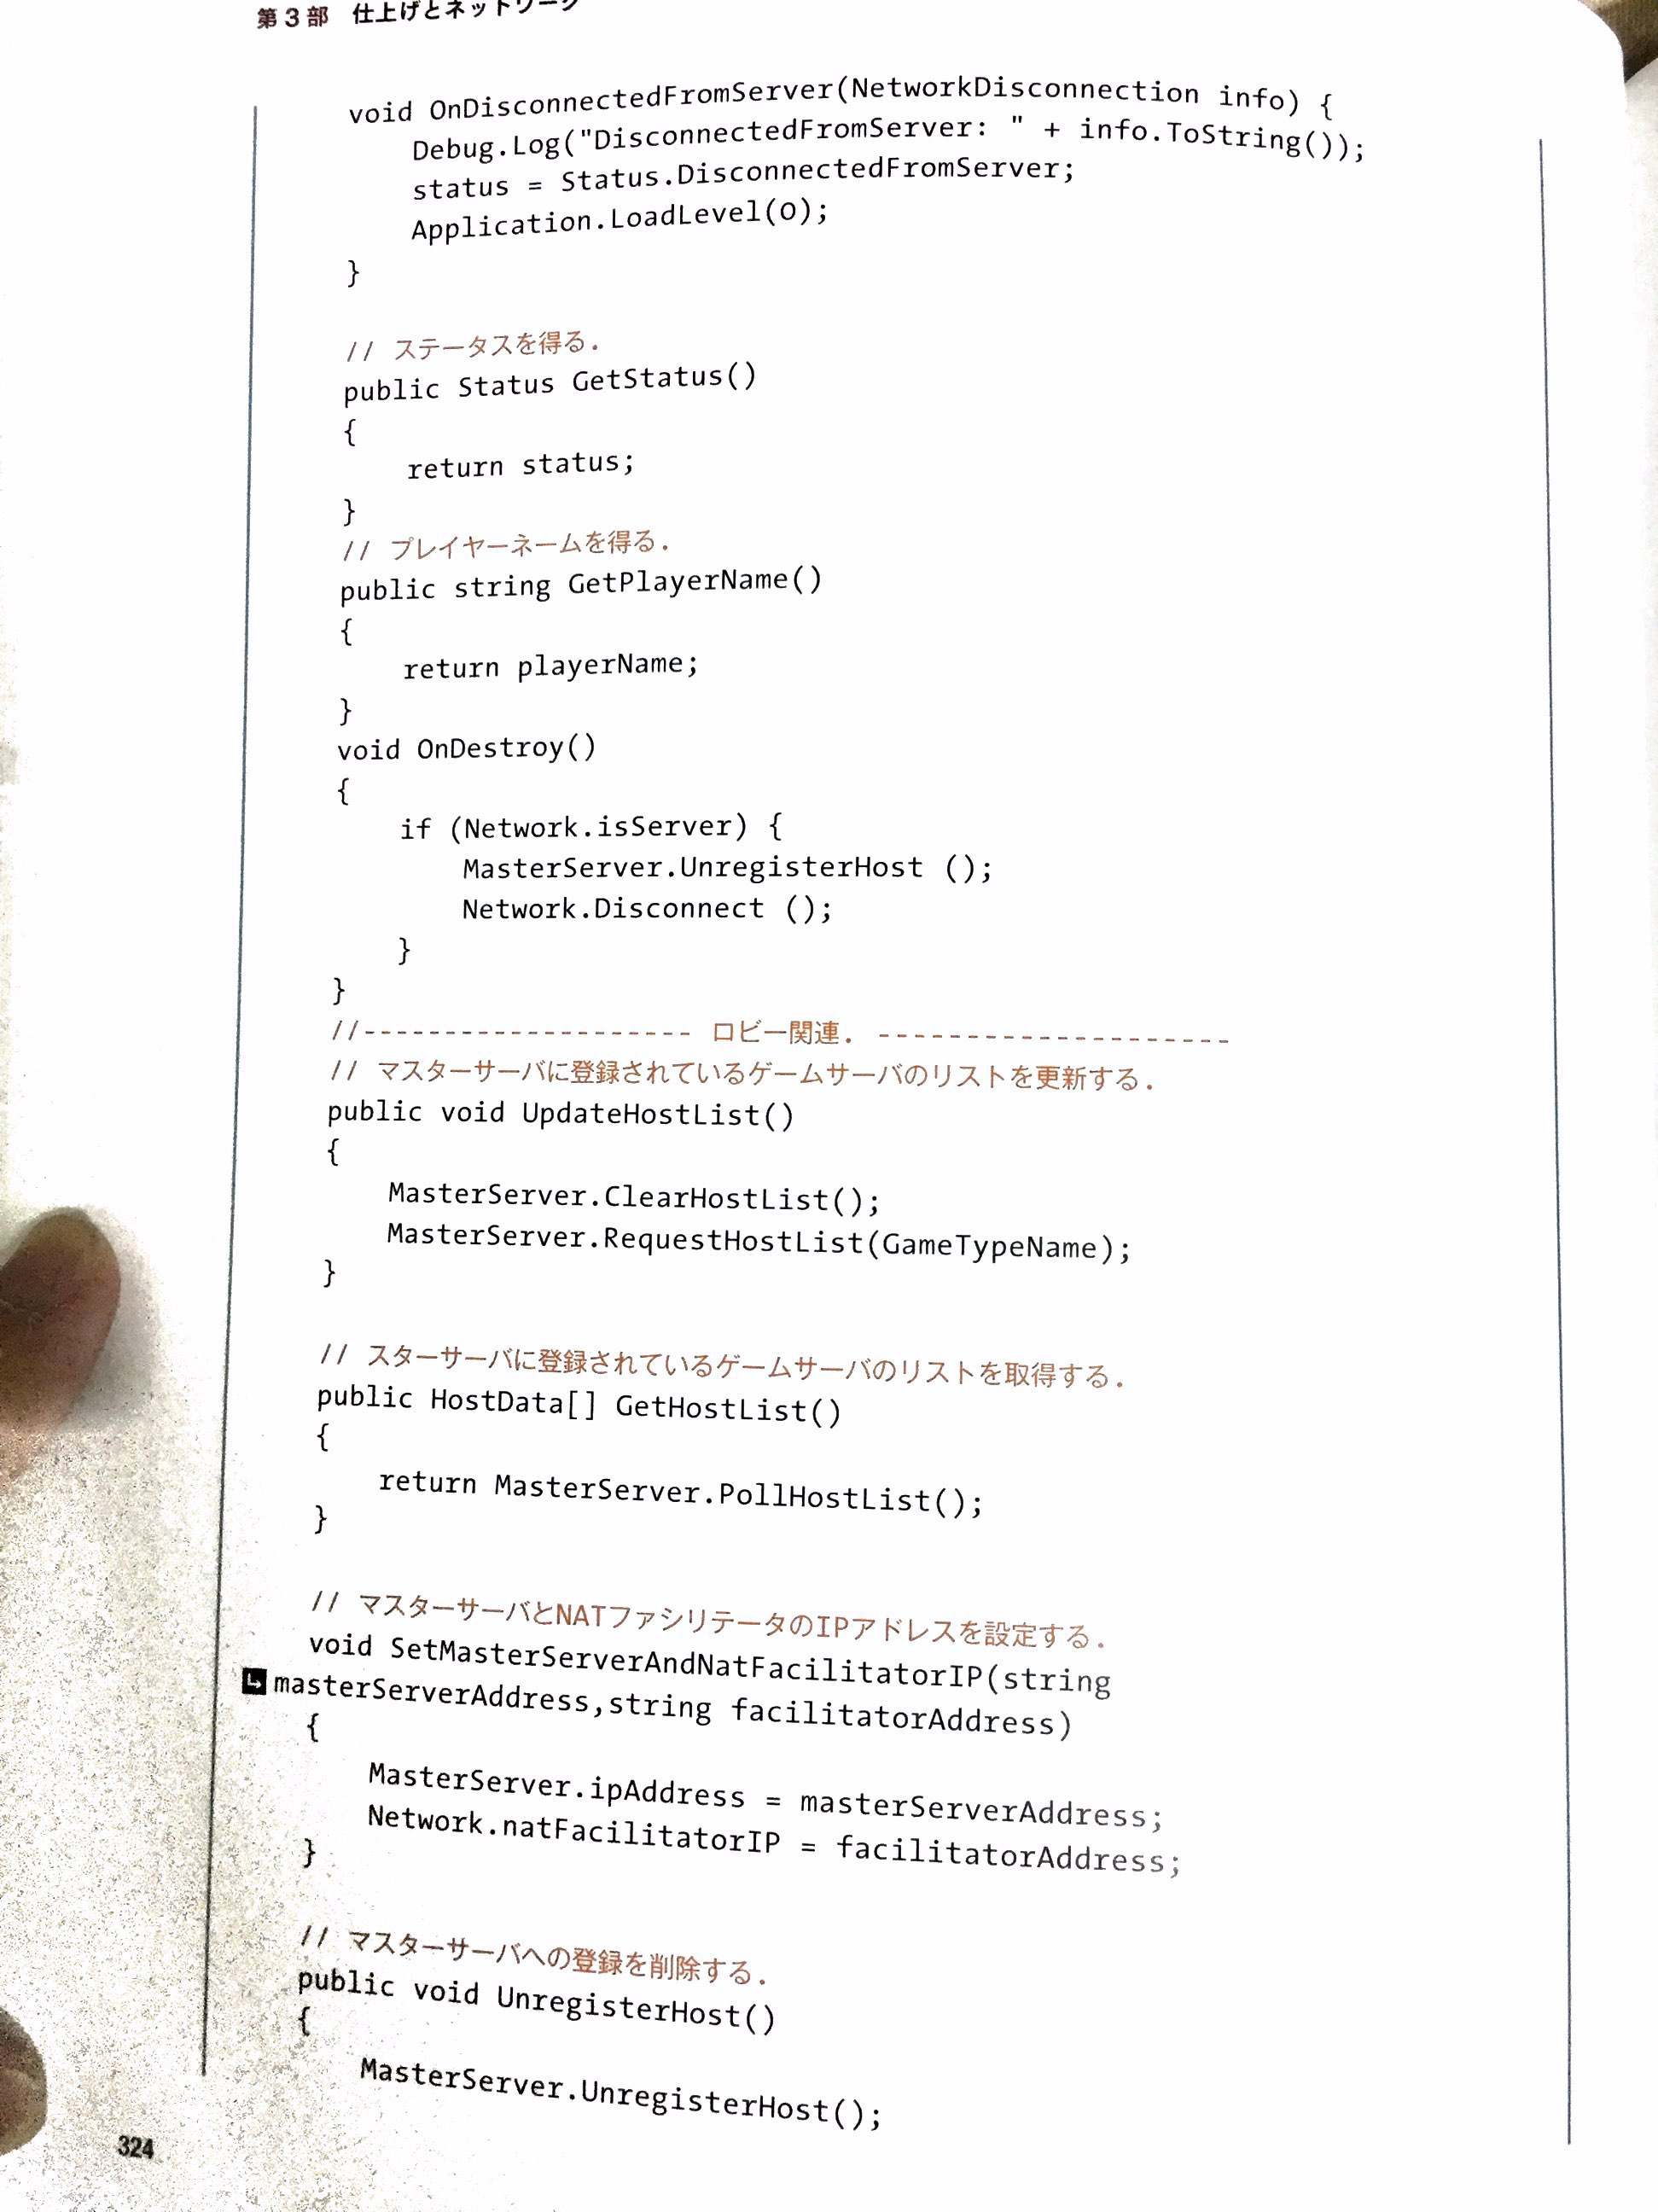 第3部 仕上げとネットワーク
void OnDisconnectedFromServer(NetworkDisconnection info) {
Debug.Log("DisconnectedFromServer: " + info.ToString());
status = Status.DisconnectedFromServer;
Application.LoadLevel(0);
}
// ステータスを得る.
public Status GetStatus()
{
return status;
}
// プレイヤーネームを得る.
public string GetPlayerName()
{
return playerName;
}
void OnDestroy()
{
if (Network.isServer) {
MasterServer.UnregisterHost ();
Network.Disconnect ();
}
}
//-------------------- ロビー関連. --------------------
// マスターサーバに登録されているゲームサーバのリストを更新する.
public void UpdateHostList()
{
MasterServer.ClearHostList();
MasterServer.RequestHostList(GameTypeName);
}
// スターサーバに登録されているゲームサーバのリストを取得する.
public HostData[] GetHostList()
{
return MasterServer.PollHostList();
}
// マスターサーバとNATファシリテータのIPアドレスを設定する.
void SetMasterServerAndNatFacilitatorIP(string
masterServerAddress,string facilitatorAddress)
{
MasterServer.ipAddress = masterServerAddress;
Network.natFacilitatorIP = facilitatorAddress;
}
// マスターサーバへの登録を削除する.
public void UnregisterHost()
{
MasterServer.UnregisterHost();
324